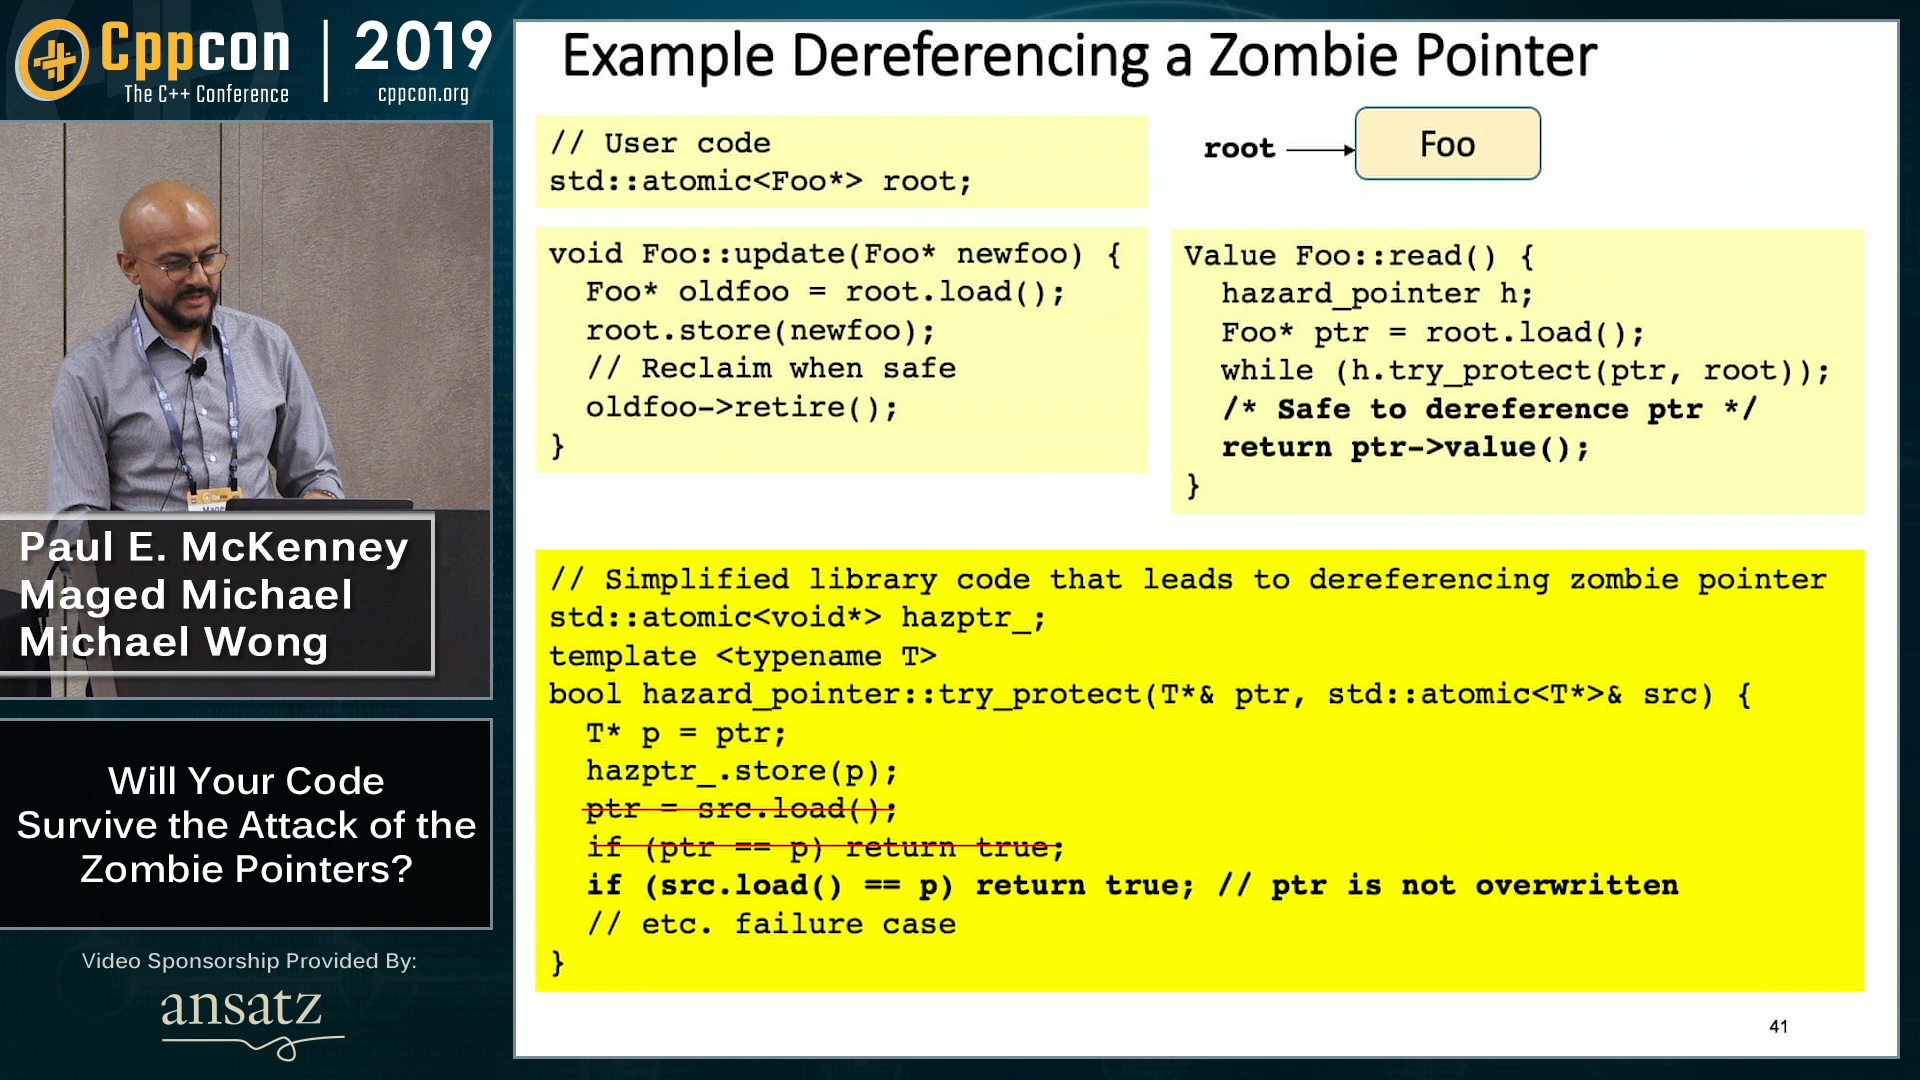 Cppcon
The C++ Conference
2019
cppcon.org
Paul E. McKenney
Maged Michael
Michael Wong
Will Your Code
Survive the Attack of the
Zombie Pointers?
Video Sponsorship Provided By:
ansatz
Example Dereferencing a Zombie Pointer
// User code
std::atomic<Foo*> root;
root
Foo
void Foo::update(Foo* newfoo) {
Foo* oldfoo = root.load();
root.store(newfoo);
// Reclaim when safe
oldfoo->retire();
}
Value Foo::read() {
hazard_pointer h;
Foo* ptr = root.load();
while (h.try_protect(ptr, root));
/* Safe to dereference ptr */
return ptr->value();
}
// Simplified library code that leads to dereferencing zombie pointer
std::atomic<void*> hazptr_;
template <typename T>
bool hazard_pointer::try_protect(T*& ptr, std::atomic<T*>& src) {
T* p = ptr;
hazptr_.store(p);
ptr = src.load();
if (ptr == p) return true;
if (src.load() == p) return true; // ptr is not overwritten
// etc. failure case
}
41